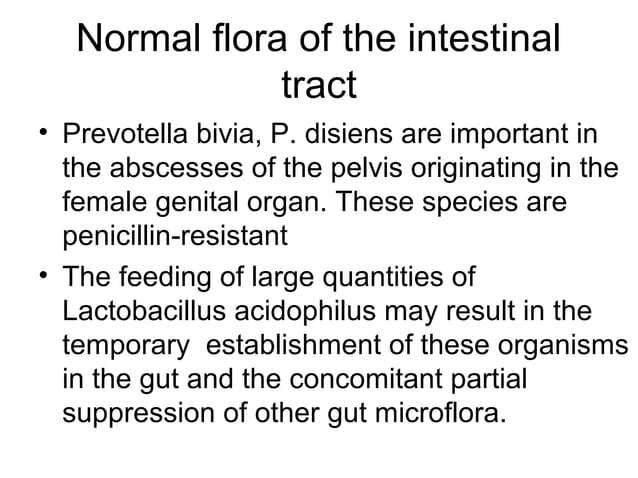 Normal flora of the intestinal
tract
• Prevotella bivia, P. disiens are important in
the abscesses of the pelvis originating in the
female genital organ. These species are
penicillin-resistant
• The feeding of large quantities of
Lactobacillus acidophilus may result in the
temporary  establishment of these organisms
in the gut and the concomitant partial
suppression of other gut microflora.